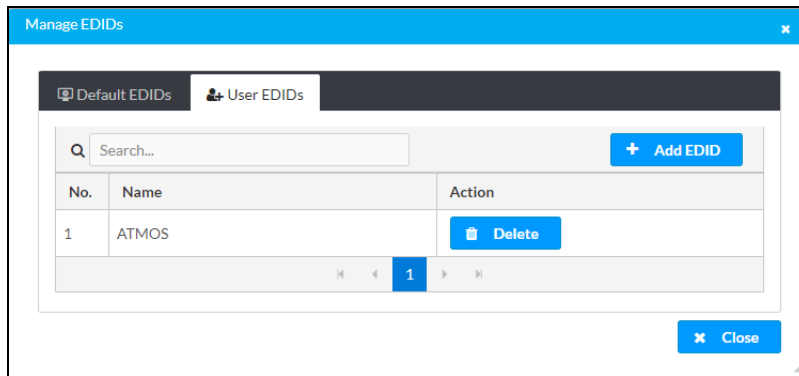 Manage EDIDs
Default EDIDs User EDIDs
Search... Add EDID
No. Name Action
1 ATMOS Delete
1
Close